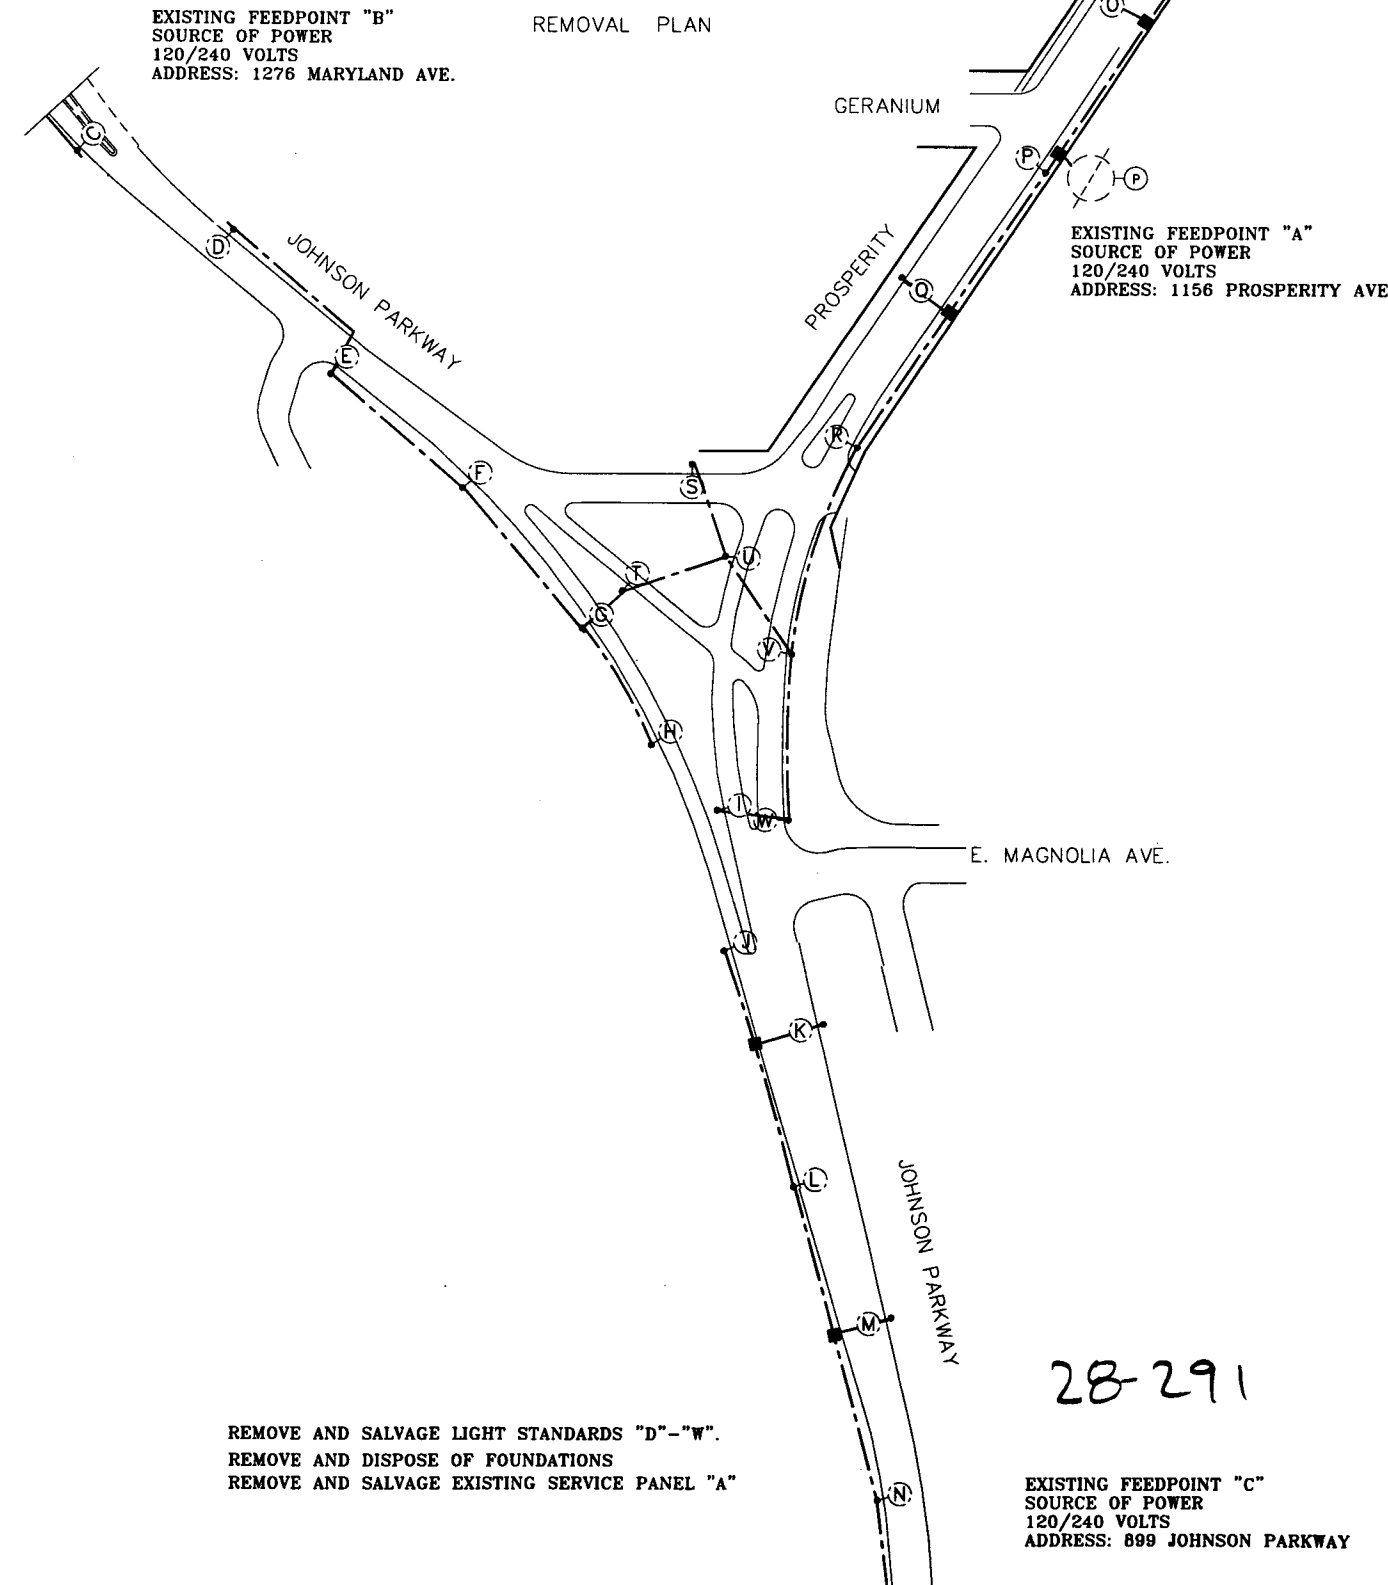 EXISTING FEEDPOINT "B"
SOURCE OF POWER
120/240 VOLTS
ADDRESS: 1276 MARYLAND AVE.
REMOVAL PLAN
O
GERANIUM
C
P
P
D
JOHNSON PARKWAY
EXISTING FEEDPOINT "A"
SOURCE OF POWER
120/240 VOLTS
ADDRESS: 1156 PROSPERITY AVE
PROSPERITY
Q
E
R
F
S
U
T
G
V
H
I
W
E. MAGNOLIA AVE.
J
K
L
JOHNSON PARKWAY
M
28-291
REMOVE AND SALVAGE LIGHT STANDARDS "D"-"W".
REMOVE AND DISPOSE OF FOUNDATIONS
REMOVE AND SALVAGE EXISTING SERVICE PANEL "A"
N
EXISTING FEEDPOINT "C"
SOURCE OF POWER
120/240 VOLTS
ADDRESS: 899 JOHNSON PARKWAY